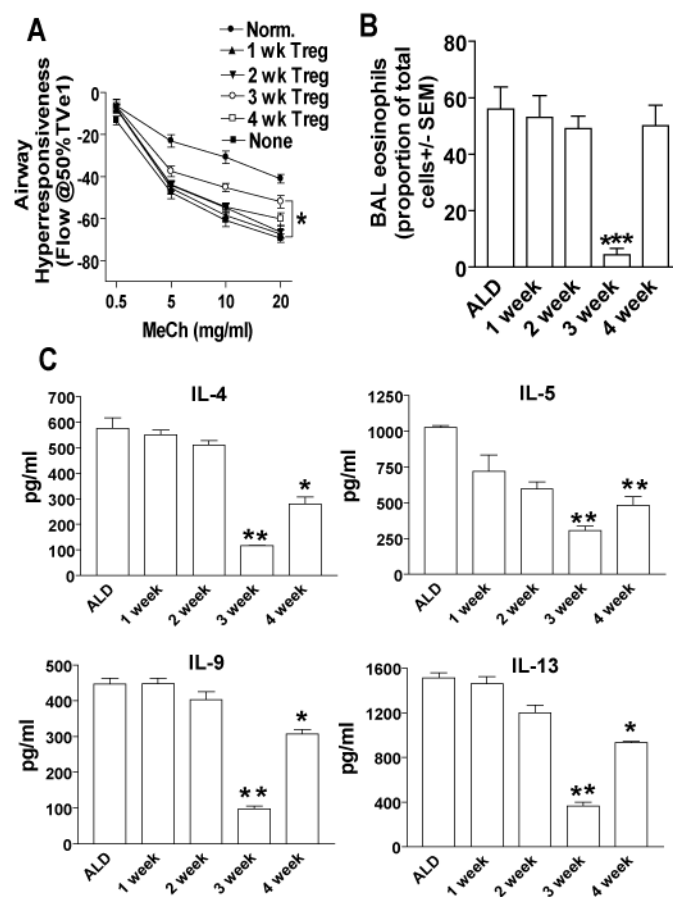 A
Norm.
1 wk Treg
2 wk Treg
3 wk Treg
4 wk Treg
None
Airway
Hyperresponsiveness
(Flow @50%TVe1)
0
-20
-40
-60
-80
*
0.5 5 10 20
MeCh (mg/ml)
B
BAL eosinophils
(proportion of total
cells+/- SEM)
80
60
40
20
0
***
ALD 1 week 2 week 3 week 4 week
C
IL-4
pg/ml
700
600
500
400
300
200
100
0
**
*
ALD 1 week 2 week 3 week 4 week
IL-5
pg/ml
1250
1000
750
500
250
0
**
**
ALD 1 week 2 week 3 week 4 week
IL-9
pg/ml
500
400
300
200
100
0
**
*
ALD 1 week 2 week 3 week 4 week
IL-13
pg/ml
1600
1200
800
400
0
**
*
ALD 1 week 2 week 3 week 4 week